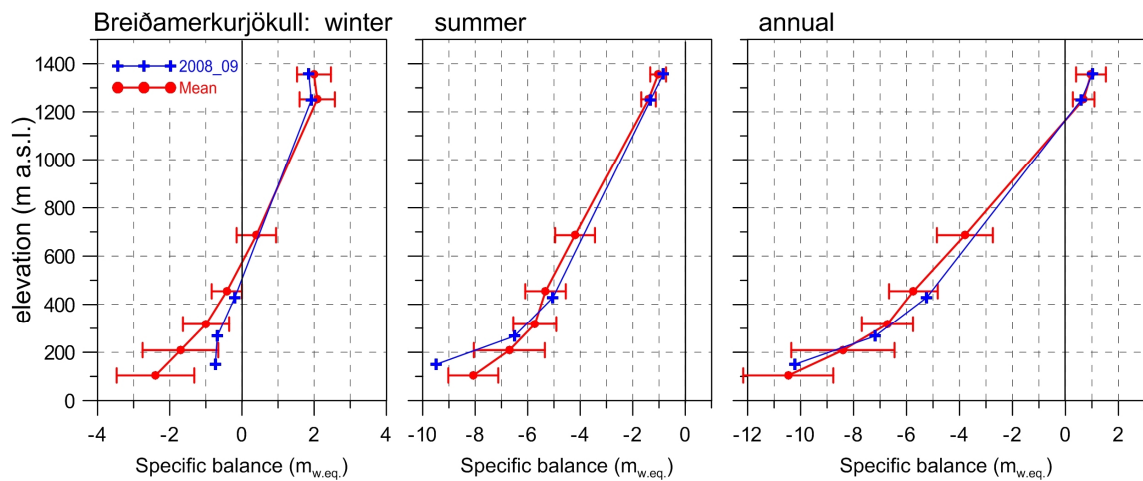 Breiðamerkurjökull: winter
summer
annual
2008_09
Mean
elevation (m a.s.l.)
1400
1200
1000
800
600
400
200
0
-4 -2 0 2 4
Specific balance (mw.eq.)
-10 -8 -6 -4 -2 0
Specific balance (mw.eq.)
-12 -10 -8 -6 -4 -2 0 2
Specific balance (mw.eq.)